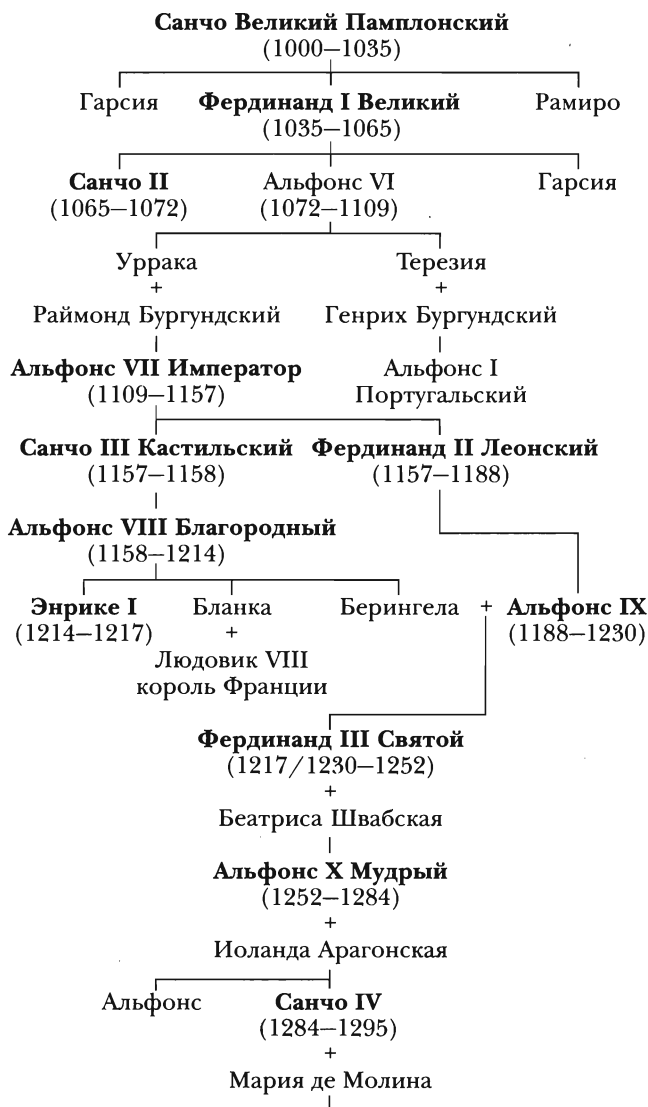 Санчо Великий Памплонский
(1000—1035)
Гарсия Фердинанд I Великий Рамиро
(1035—1065)
Санчо II Альфонс VI Гарсия
(1065—1072) (1072—1109)
Уррака Терезия
+ +
Раймонд Бургундский Генрих Бургундский
Альфонс VII Император Альфонс I
(1109—1157) Португальский
Санчо III Кастильский Фердинанд II Леонский
(1157—1158) (1157—1188)
Альфонс VIII Благородный
(1158—1214)
Энрике I Бланка Берингела + Альфонс IX
(1214—1217) + (1188—1230)
Людовик VIII
король Франции
Фердинанд III Святой
(1217/1230—1252)
+
Беатриса Швабская
Альфонс X Мудрый
(1252—1284)
+
Иоланда Арагонская
Альфонс Санчо IV
(1284—1295)
+
Мария де Молина